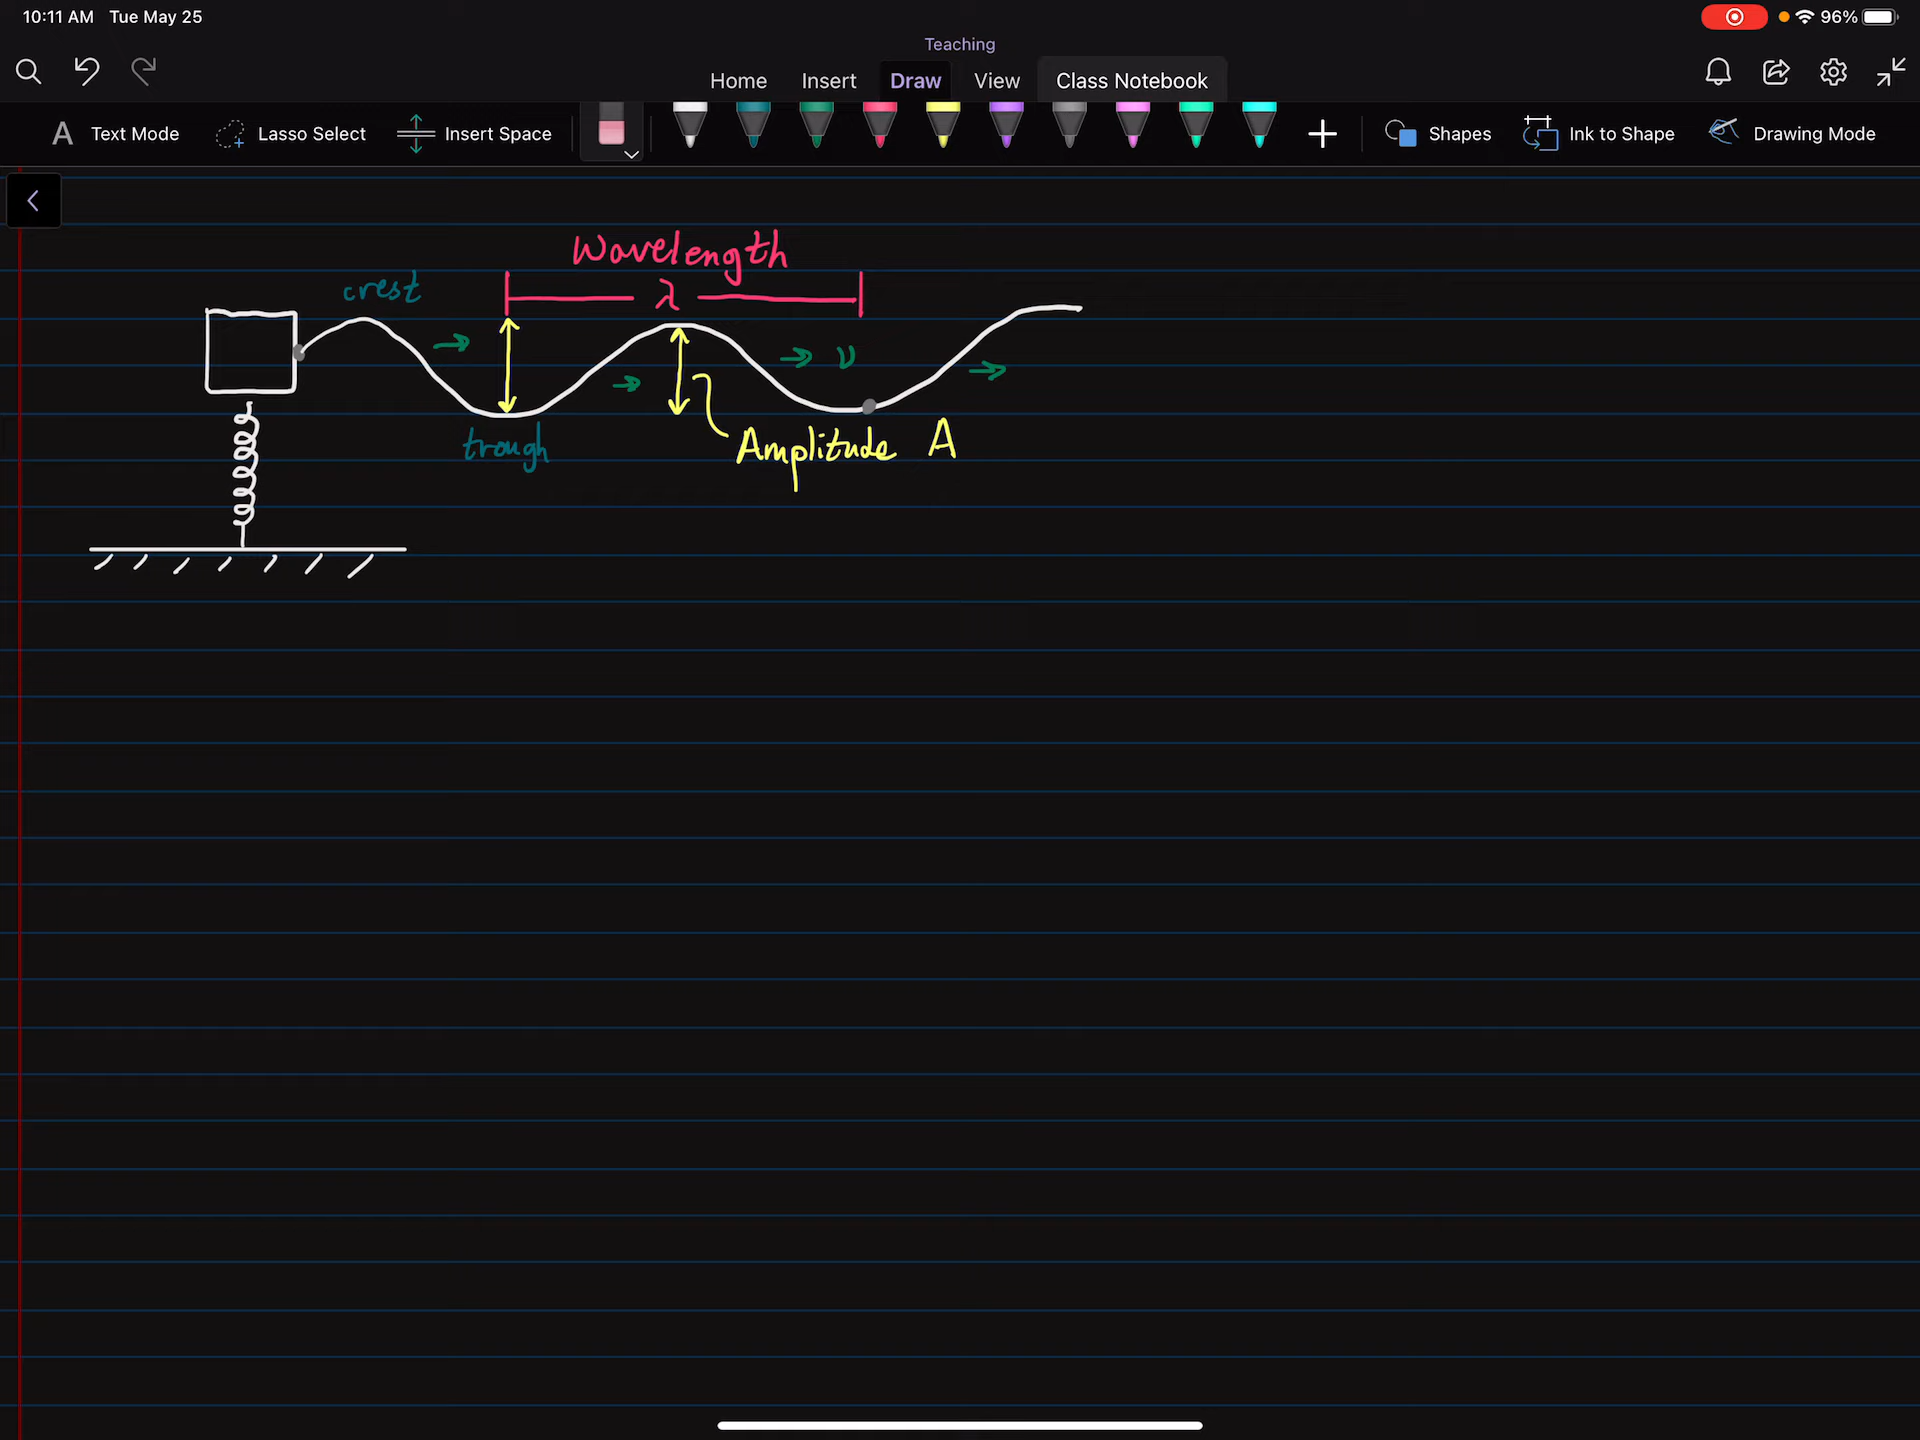 10:11 AM Tue May 25
96%
Teaching
Home Insert Draw View Class Notebook
A Text Mode Lasso Select Insert Space Shapes Ink to Shape Drawing Mode
Wavelength
crest
λ
ν
trough
Amplitude A